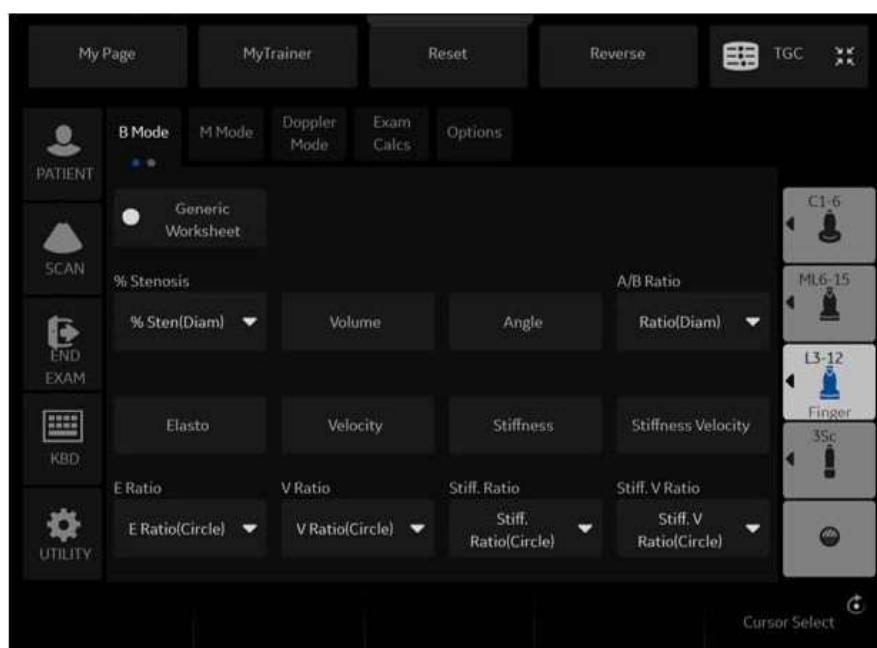 My Page
MyTrainer
Reset
Reverse
TGC
PATIENT
SCAN
END
EXAM
KBD
UTILITY
B Mode
M Mode
Doppler
Mode
Exam
Calcs
Options
Generic
Worksheet
% Stenosis
A/B Ratio
% Sten(Diam)
Volume
Angle
Ratio(Diam)
Elasto
Velocity
Stiffness
Stiffness Velocity
E Ratio
V Ratio
Stiff. Ratio
Stiff. V Ratio
E Ratio(Circle)
V Ratio(Circle)
Stiff.
Ratio(Circle)
Stiff. V
Ratio(Circle)
C1-6
ML6-15
L3-12
Finger
3Sc
Cursor Select